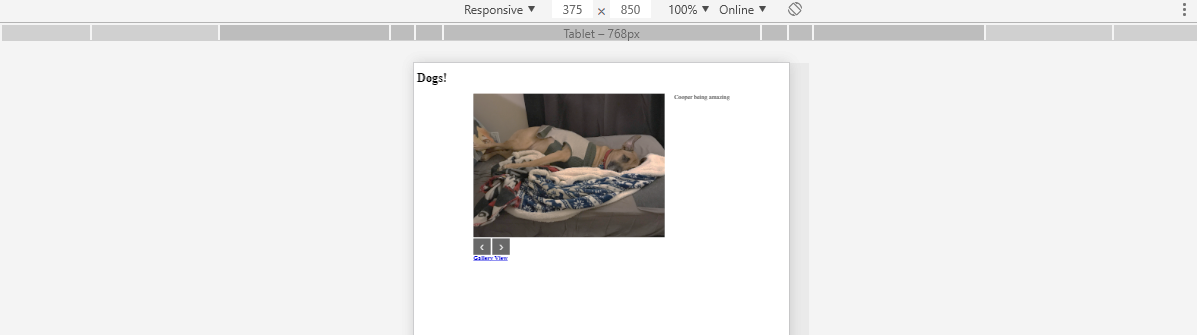 Responsive ▼ 375 × 850 100% ▼ Online ▼
Tablet – 768px
Dogs!
Cooper being amazing
‹ ›
Gallery View